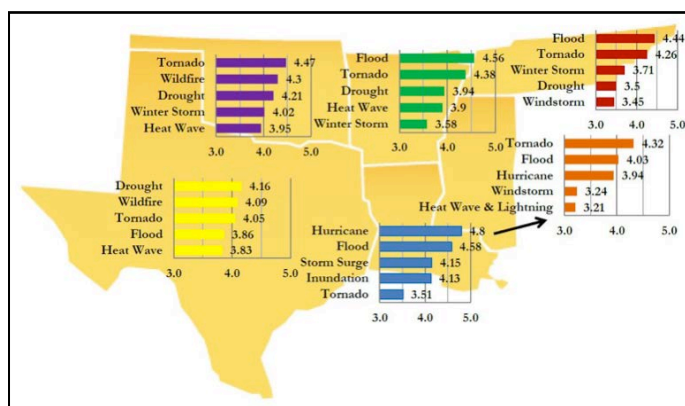 Tornado 4.47
Wildfire 4.3
Drought 4.21
Winter Storm 4.02
Heat Wave 3.95
3.0 4.0 5.0
Flood 4.56
Tornado 4.38
Drought 3.94
Heat Wave 3.9
Winter Storm 3.58
3.0 4.0 5.0
Flood 4.44
Tornado 4.26
Winter Storm 3.71
Drought 3.5
Windstorm 3.45
3.0 4.0 5.0
Tornado 4.32
Flood 4.03
Hurricane 3.94
Windstorm 3.24
Heat Wave & Lightning 3.21
3.0 4.0 5.0
Drought 4.16
Wildfire 4.09
Tornado 4.05
Flood 3.86
Heat Wave 3.83
3.0 4.0 5.0
Hurricane 4.8
Flood 4.58
Storm Surge 4.15
Inundation 4.13
Tornado 3.51
3.0 4.0 5.0